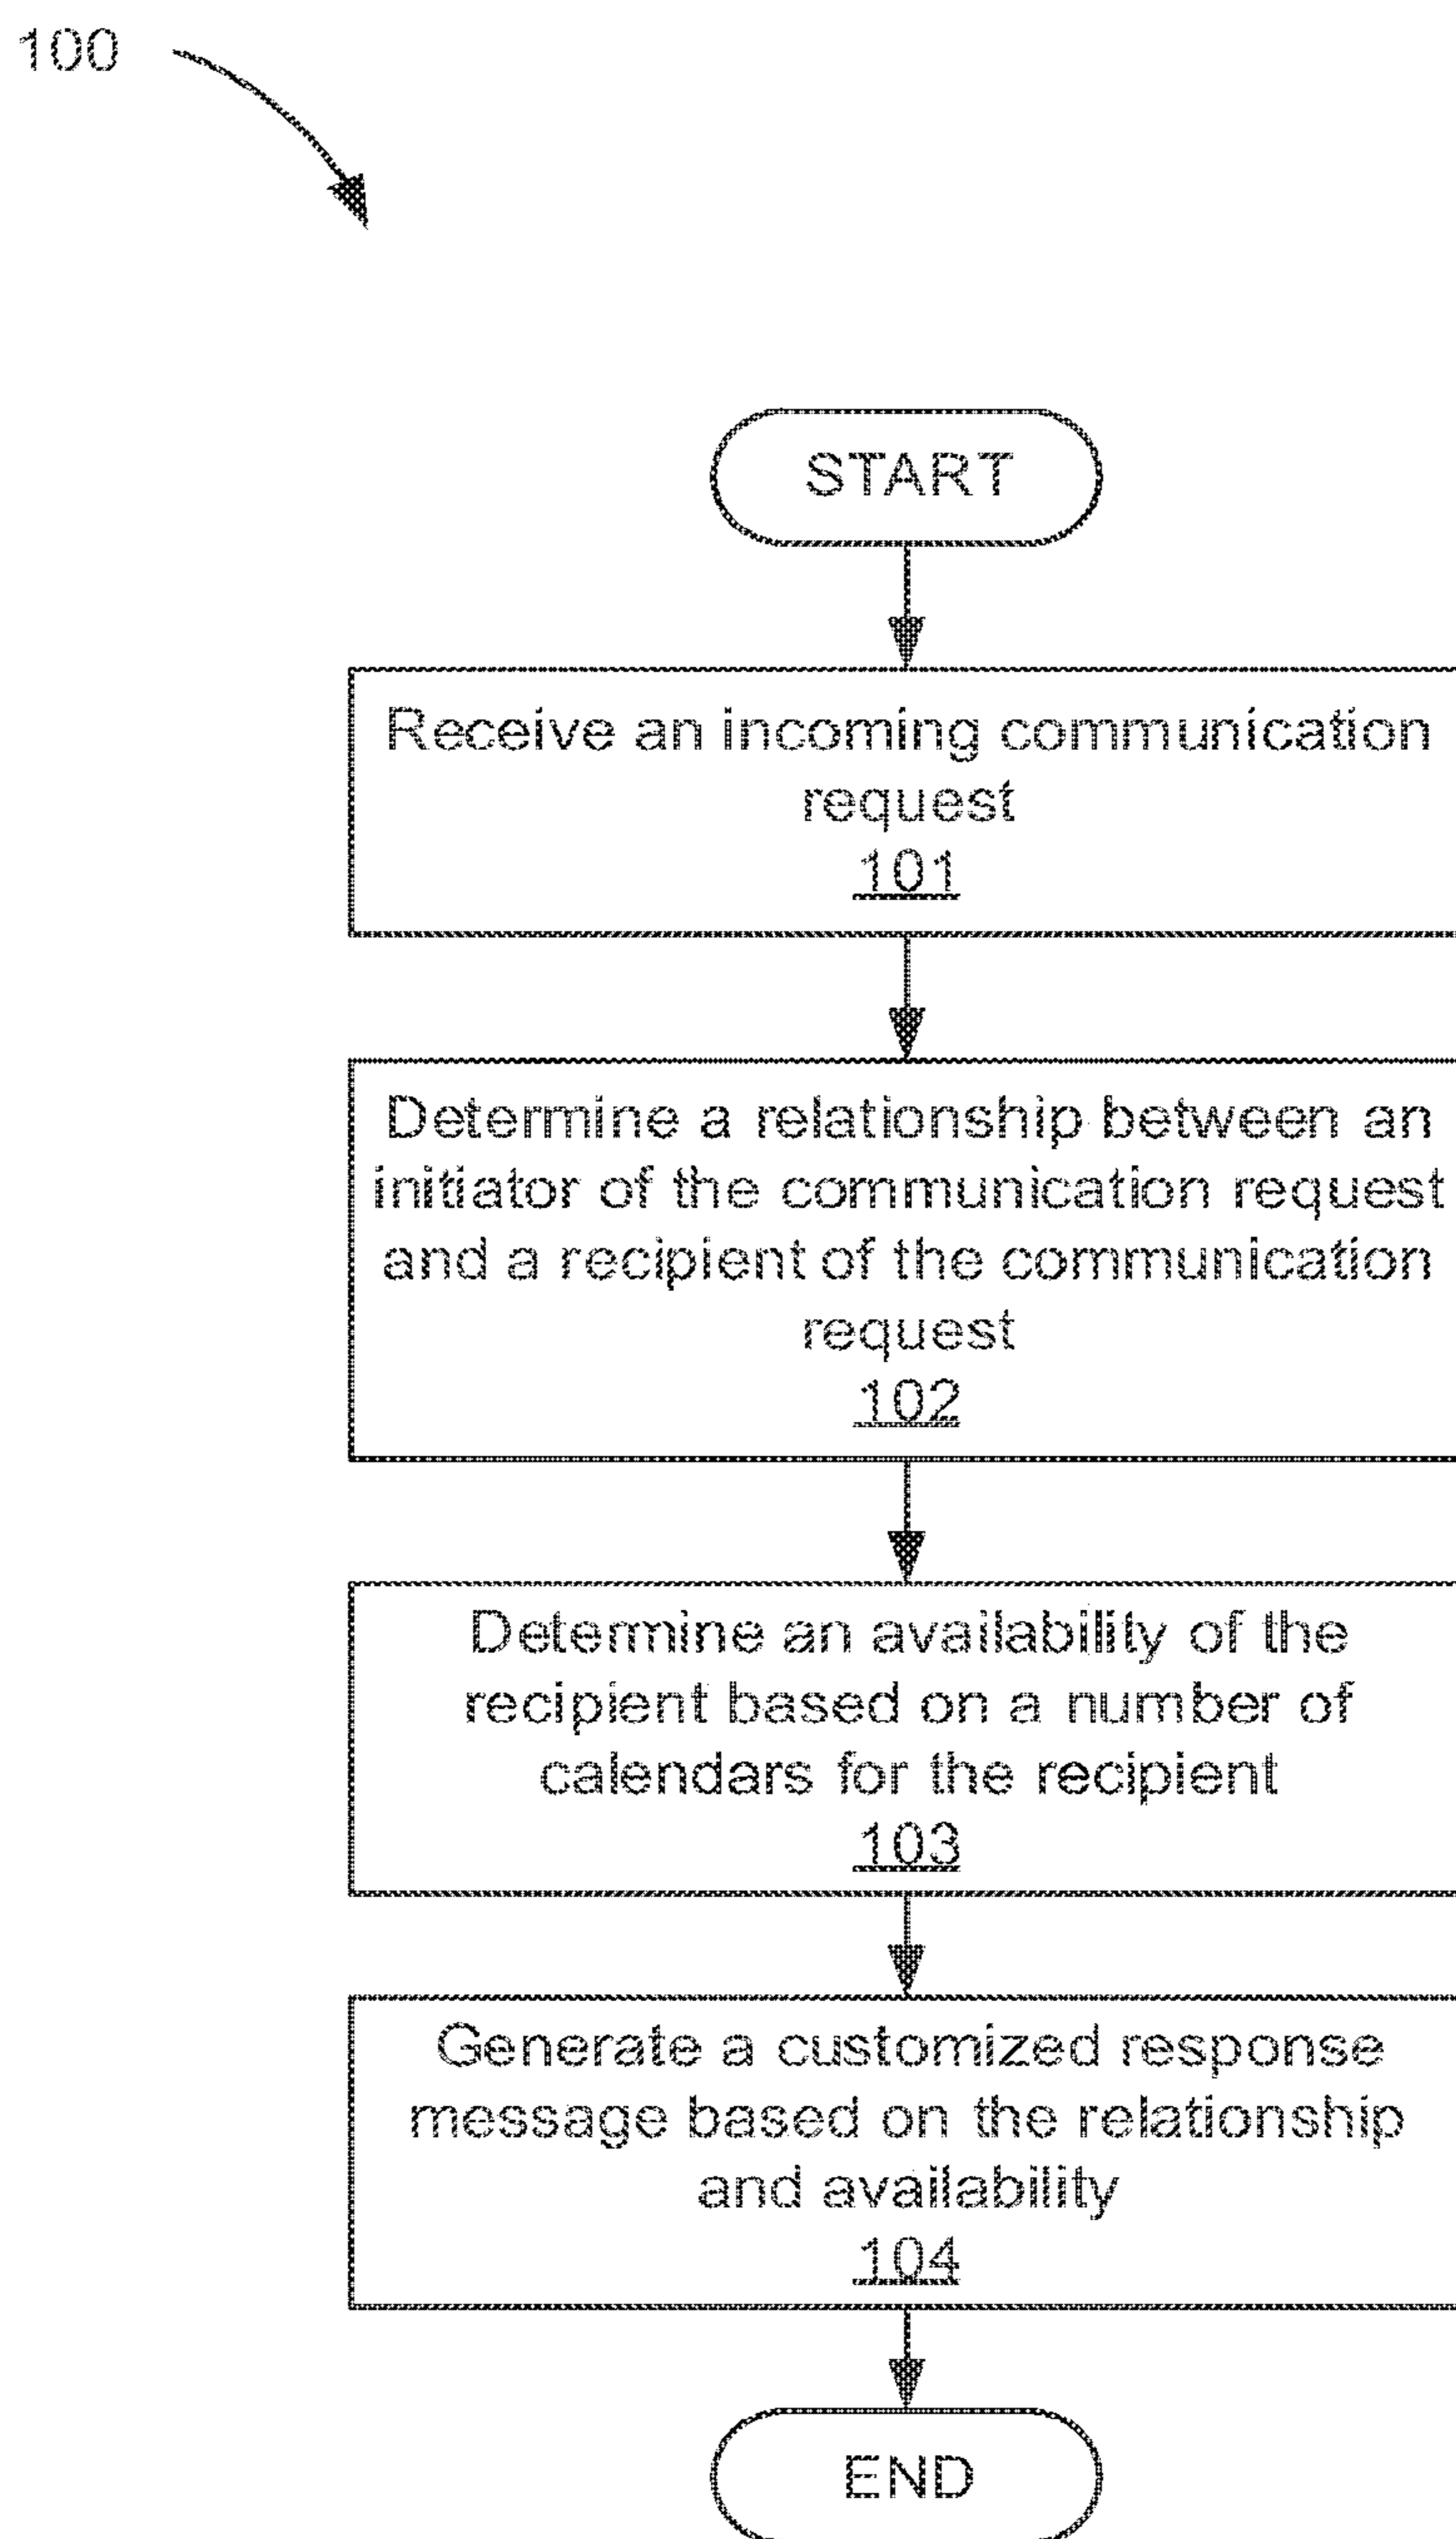 100
START
Receive an incoming communication
request
101
Determine a relationship between an
initiator of the communication request
and a recipient of the communication
request
102
Determine an availability of the
recipient based on a number of
calendars for the recipient
103
Generate a customized response
message based on the relationship
and availability
104
END